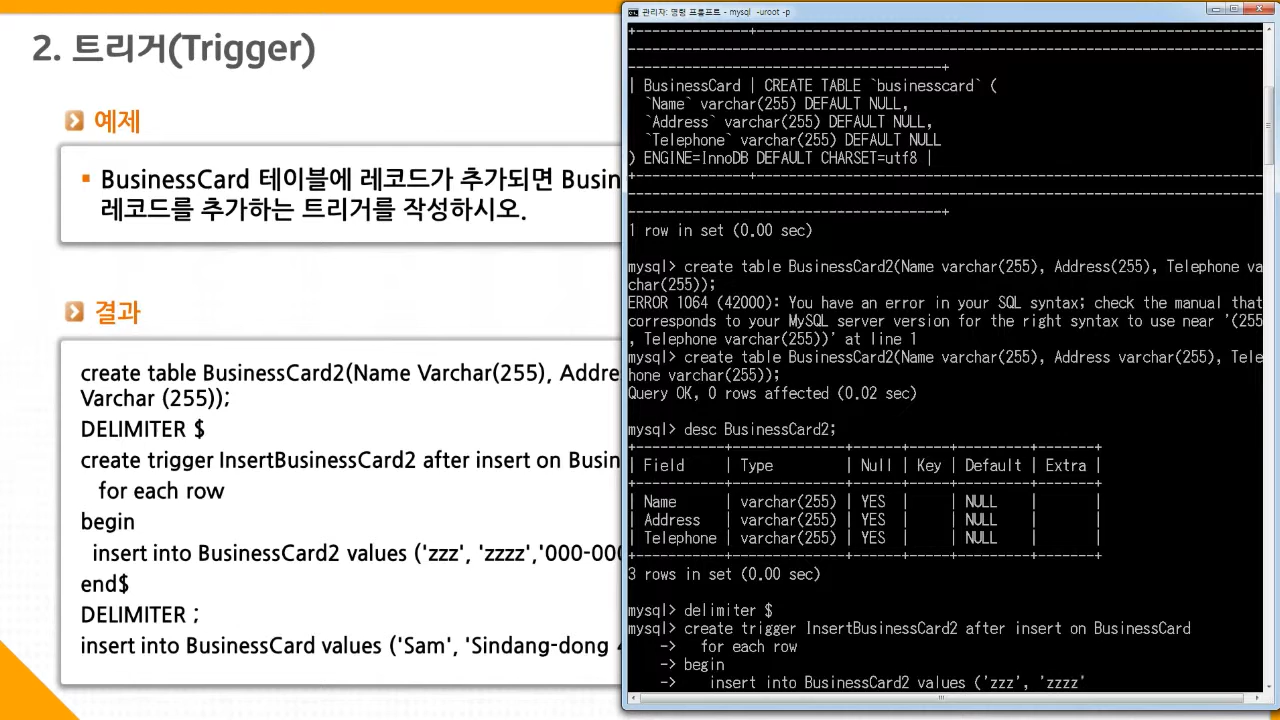 2. 트리거(Trigger)
예제
BusinessCard 테이블에 레코드가 추가되면 Busin
레코드를 추가하는 트리거를 작성하시오.
결과
create table BusinessCard2(Name Varchar(255), Addre
Varchar (255));
DELIMITER $
create trigger InsertBusinessCard2 after insert on Busin
for each row
begin
insert into BusinessCard2 values ('zzz', 'zzzz','000-000
end$
DELIMITER ;
insert into BusinessCard values ('Sam', 'Sindang-dong 4
관리자: 명령 프롬프트 - mysql -uroot -p
| BusinessCard | CREATE TABLE `businesscard` (
`Name` varchar(255) DEFAULT NULL,
`Address` varchar(255) DEFAULT NULL,
`Telephone` varchar(255) DEFAULT NULL
) ENGINE=InnoDB DEFAULT CHARSET=utf8 |
1 row in set (0.00 sec)
mysql> create table BusinessCard2(Name varchar(255), Address(255), Telephone va
char(255));
ERROR 1064 (42000): You have an error in your SQL syntax; check the manual that
corresponds to your MySQL server version for the right syntax to use near '(255
, Telephone varchar(255))' at line 1
mysql> create table BusinessCard2(Name varchar(255), Address varchar(255), Tele
hone varchar(255));
Query OK, 0 rows affected (0.02 sec)
mysql> desc BusinessCard2;
| Field | Type | Null | Key | Default | Extra |
| Name | varchar(255) | YES | | NULL | |
| Address | varchar(255) | YES | | NULL | |
| Telephone | varchar(255) | YES | | NULL | |
3 rows in set (0.00 sec)
mysql> delimiter $
mysql> create trigger InsertBusinessCard2 after insert on BusinessCard
-> for each row
-> begin
-> insert into BusinessCard2 values ('zzz', 'zzzz'